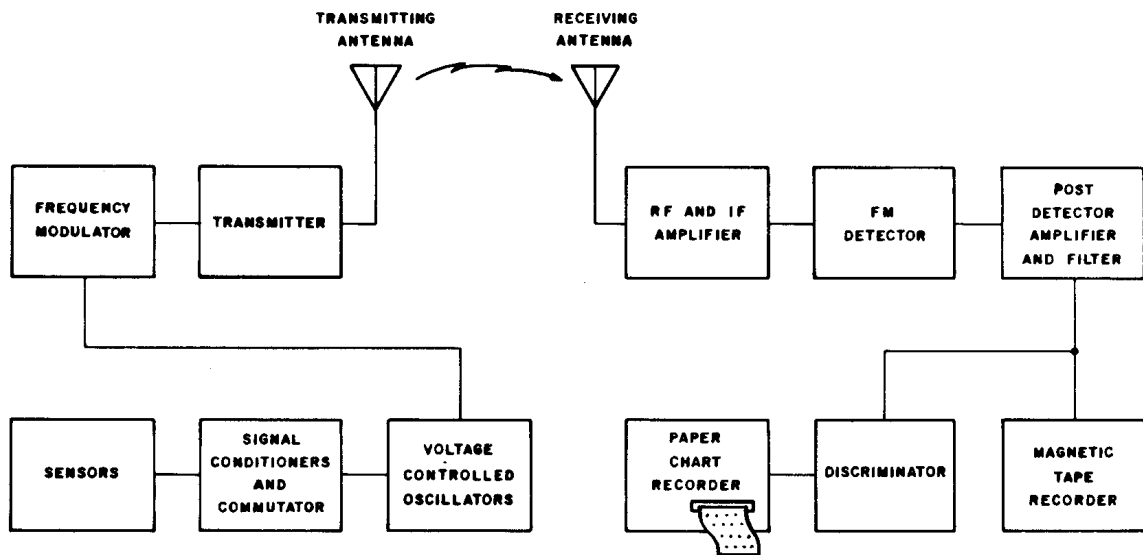 TRANSMITTING
ANTENNA
RECEIVING
ANTENNA
FREQUENCY
MODULATOR
TRANSMITTER
RF AND IF
AMPLIFIER
FM
DETECTOR
POST
DETECTOR
AMPLIFIER
AND FILTER
SENSORS
SIGNAL
CONDITIONERS
AND
COMMUTATOR
VOLTAGE
CONTROLLED
OSCILLATORS
PAPER
CHART
RECORDER
DISCRIMINATOR
MAGNETIC
TAPE
RECORDER